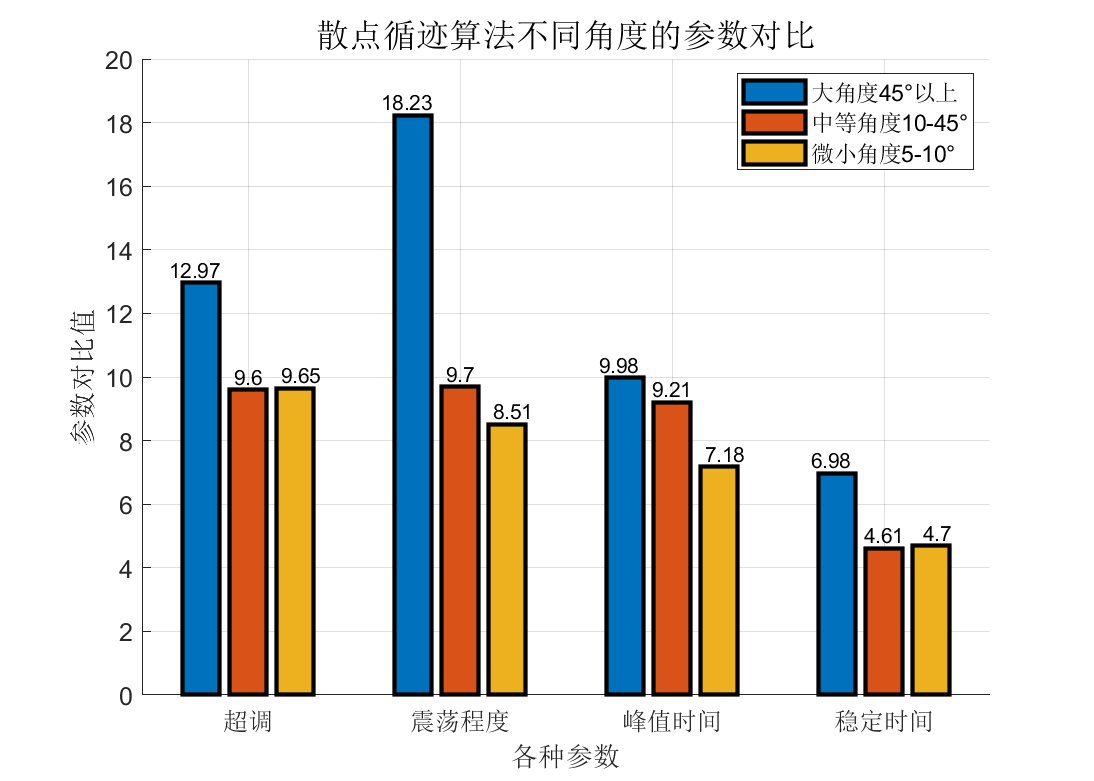 散点循迹算法不同角度的参数对比
大角度45°以上
中等角度10-45°
微小角度5-10°
参数对比值
20
18
16
14
12
10
8
6
4
2
0
12.97
9.6
9.65
18.23
9.7
8.51
9.98
9.21
7.18
6.98
4.61
4.7
超调
震荡程度
峰值时间
稳定时间
各种参数